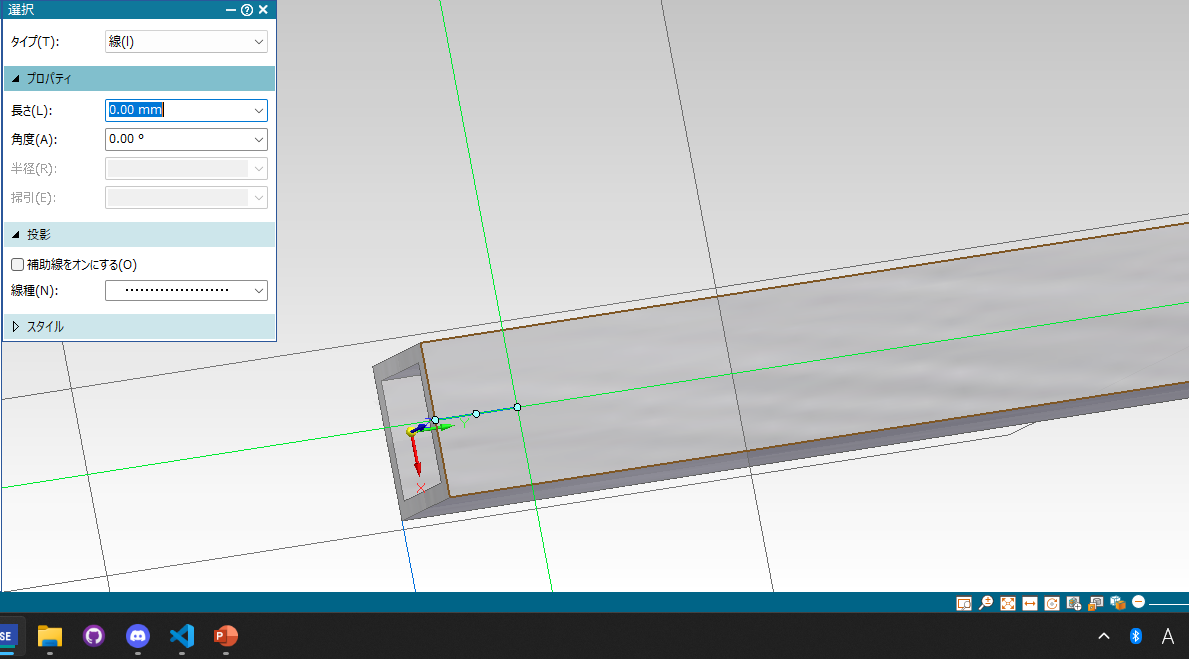 選択
タイプ(T):
線(I)
プロパティ
長さ(L):
0.00 mm
角度(A):
0.00 °
半径(R):
掃引(E):
投影
補助線をオンにする(O)
線種(N):
スタイル
Y
X
SE
P
A